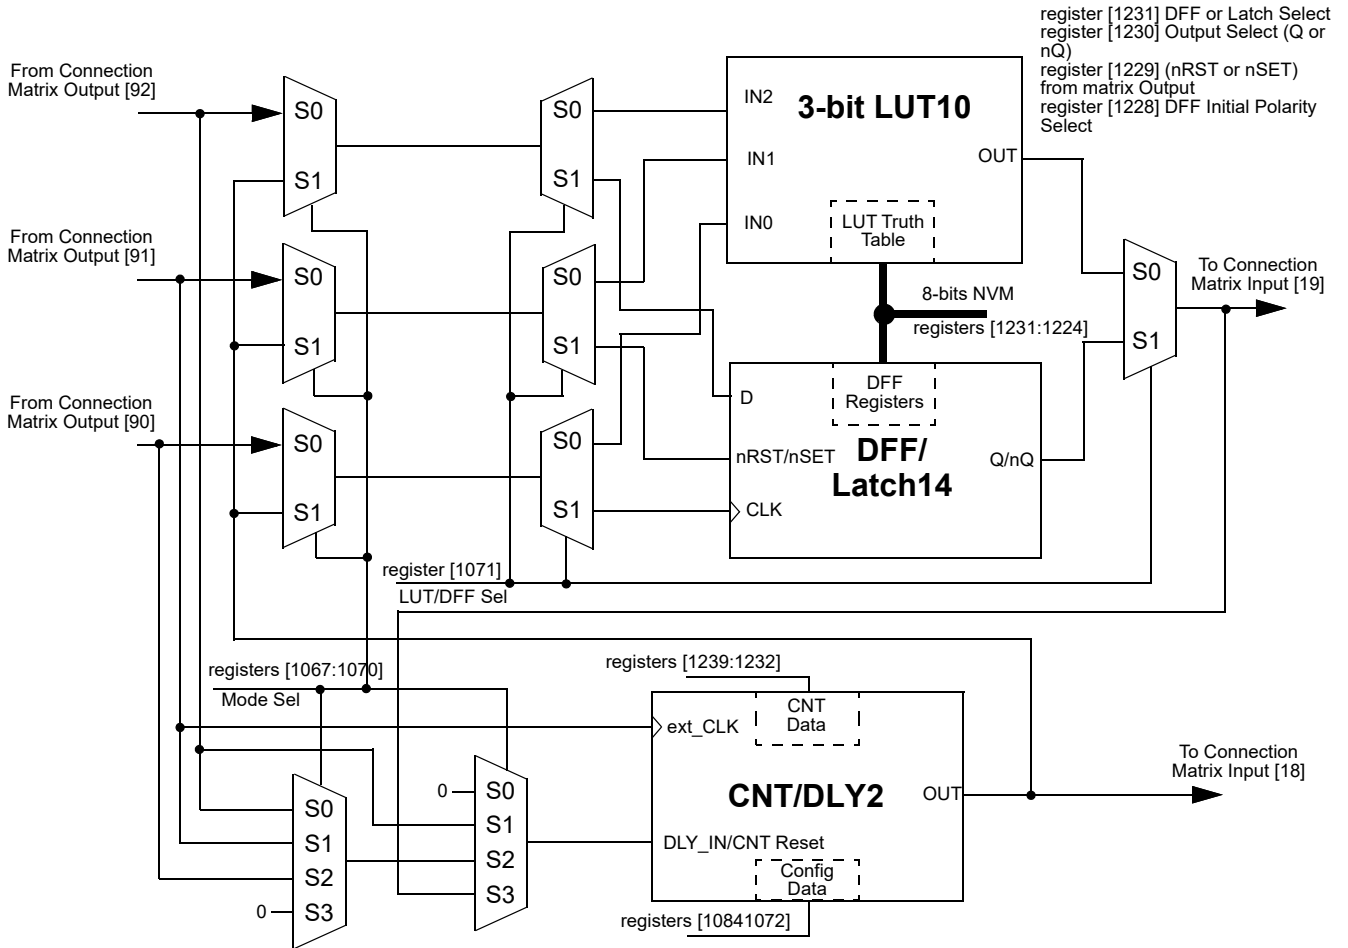 register [1231] DFF or Latch Select
register [1230] Output Select (Q or
nQ)
register [1229] (nRST or nSET)
from matrix Output
register [1228] DFF Initial Polarity
Select
From Connection
Matrix Output [92]
S0
S1
S0
S1
IN2
3-bit LUT10
IN1
OUT
IN0
LUT Truth
Table
From Connection
Matrix Output [91]
S0
S1
S0
S1
8-bits NVM
registers [1231:1224]
S0
S1
To Connection
Matrix Input [19]
From Connection
Matrix Output [90]
S0
S1
S0
S1
DFF
Registers
D
nRST/nSET
DFF/
Latch14
Q/nQ
CLK
register [1071]
LUT/DFF Sel
registers [1067:1070]
Mode Sel
registers [1239:1232]
CNT
Data
ext_CLK
CNT/DLY2
OUT
To Connection
Matrix Input [18]
DLY_IN/CNT Reset
Config
Data
registers [10841072]
0
S0
S1
S2
S3
S0
S1
S2
0
S3